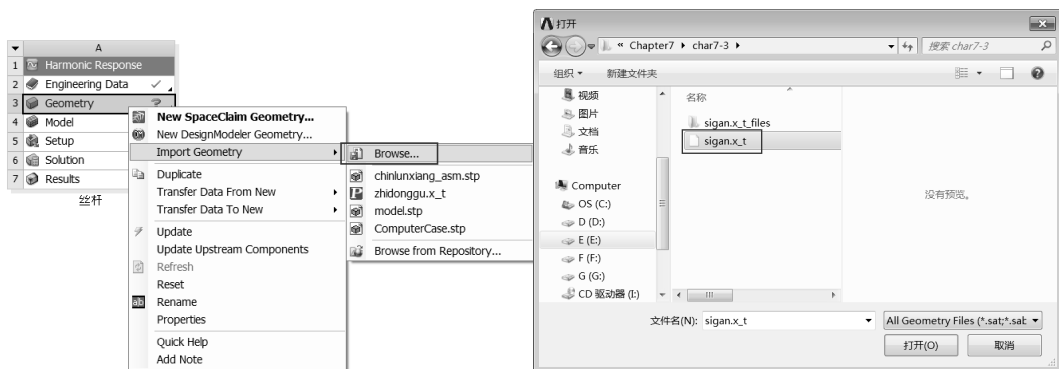 A
1 Harmonic Response
2 Engineering Data
3 Geometry ?
4 Model
5 Setup
6 Solution
7 Results
丝杆
New SpaceClaim Geometry...
New DesignModeler Geometry...
Import Geometry
Duplicate
Transfer Data From New
Transfer Data To New
Update
Update Upstream Components
Refresh
Reset
Rename
Properties
Quick Help
Add Note
Browse...
chinlunxiang_asm.stp
zhidonggu.x_t
model.stp
ComputerCase.stp
Browse from Repository...
打开
« Chapter7 char7-3
搜索 char7-3
组织 新建文件夹
视频
图片
文档
音乐
Computer
OS (C:)
D (D:)
E (E:)
F (F:)
G (G:)
CD 驱动器 (I:)
名称
sigan.x_t_files
sigan.x_t
没有预览。
文件名(N): sigan.x_t
All Geometry Files (*.sat;*.sab
打开(O) 取消